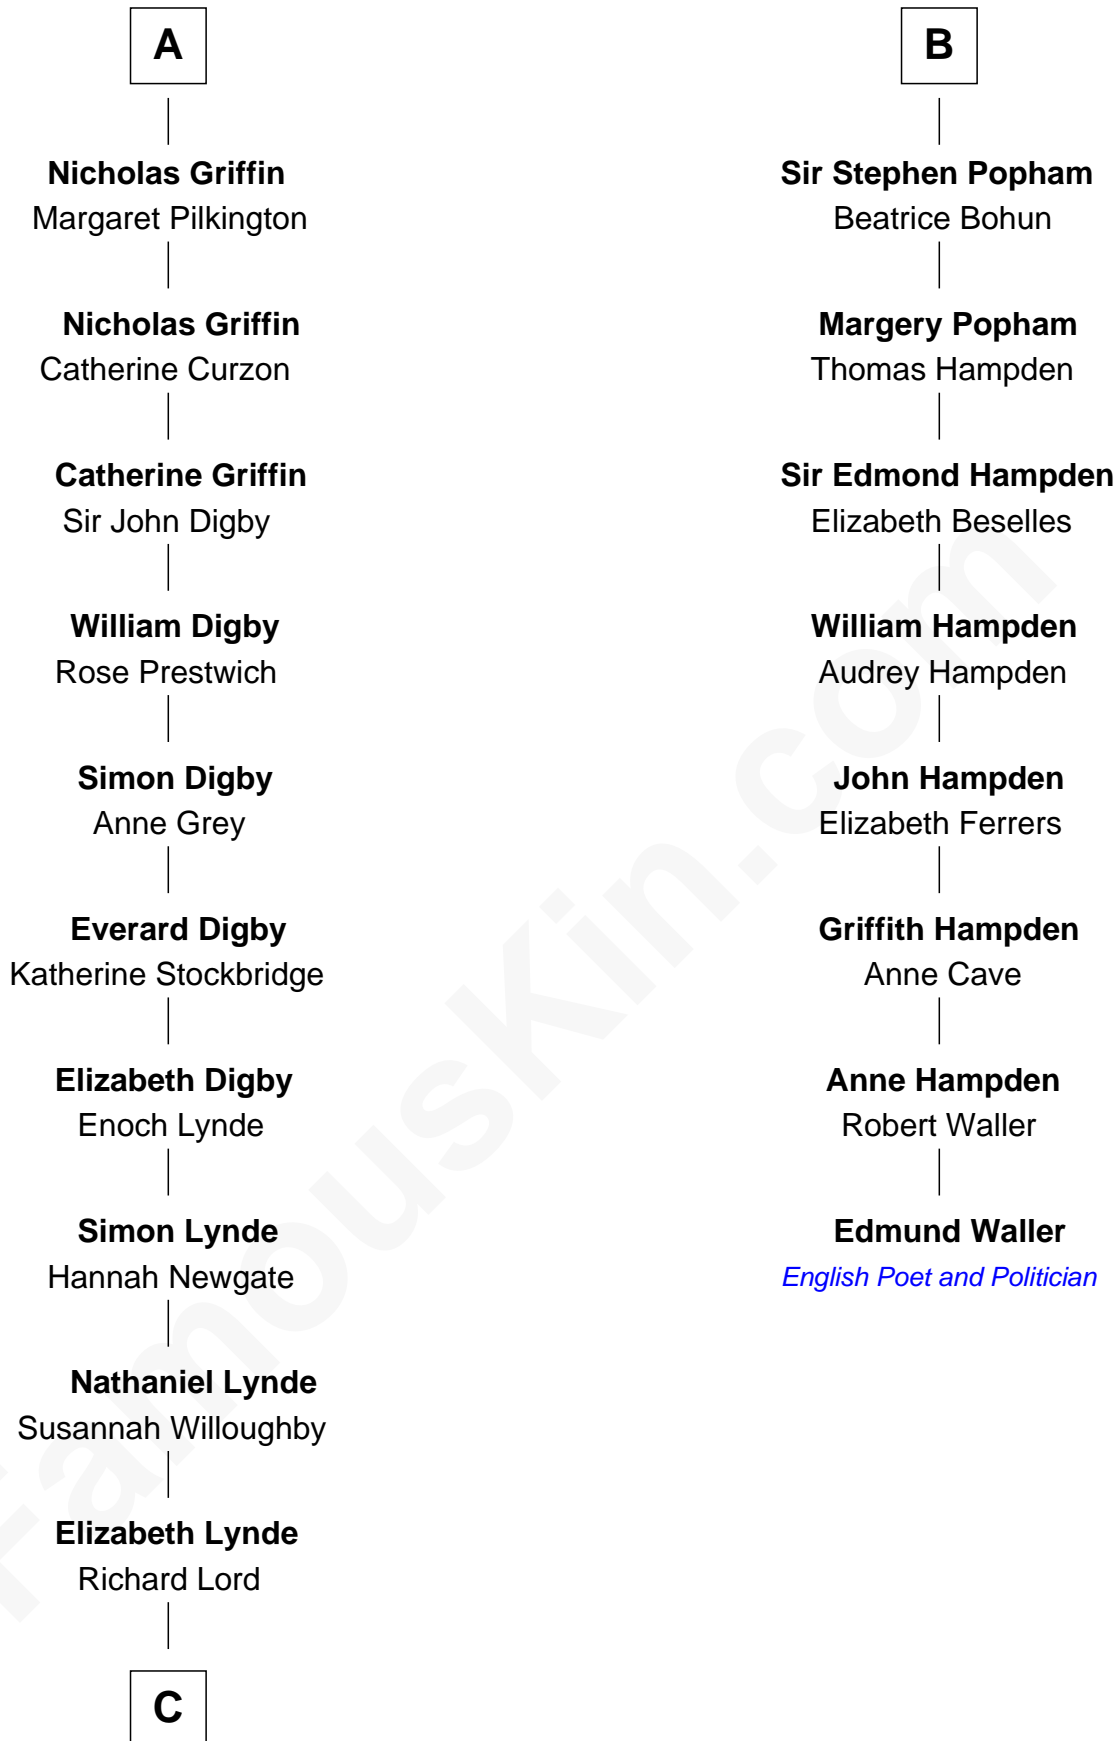 A
Nicholas Griffin
Margaret Pilkington
Nicholas Griffin
Catherine Curzon
Catherine Griffin
Sir John Digby
William Digby
Rose Prestwich
Simon Digby
Anne Grey
Everard Digby
Katherine Stockbridge
Elizabeth Digby
Enoch Lynde
Simon Lynde
Hannah Newgate
Nathaniel Lynde
Susannah Willoughby
Elizabeth Lynde
Richard Lord
C
B
Sir Stephen Popham
Beatrice Bohun
Margery Popham
Thomas Hampden
Sir Edmond Hampden
Elizabeth Beselles
William Hampden
Audrey Hampden
John Hampden
Elizabeth Ferrers
Griffith Hampden
Anne Cave
Anne Hampden
Robert Waller
Edmund Waller
English Poet and Politician
FamousKin.com